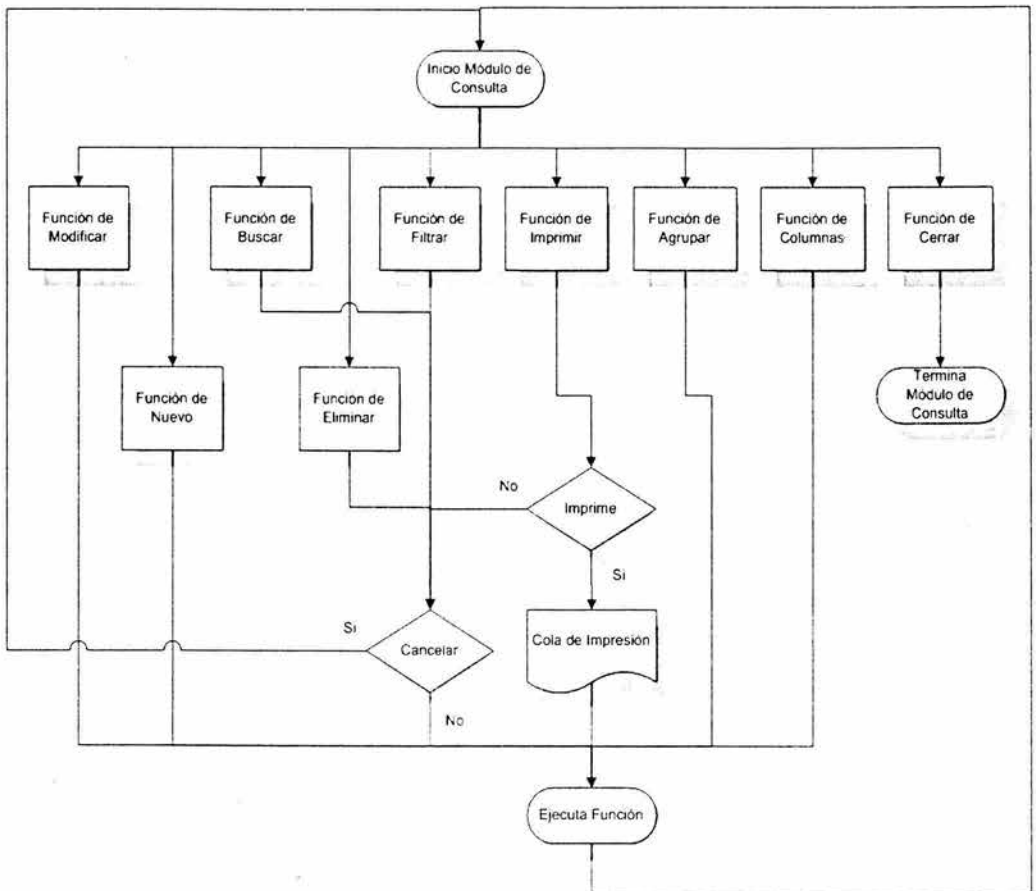 Inicio Módulo de
Consulta
Función de
Modificar
Función de
Buscar
Función de
Filtrar
Función de
Imprimir
Función de
Agrupar
Función de
Columnas
Función de
Cerrar
Función de
Nuevo
Función de
Eliminar
Termina
Módulo de
Consulta
No
Imprime
Si
Si
Cancelar
Cola de Impresión
No
Ejecuta Función